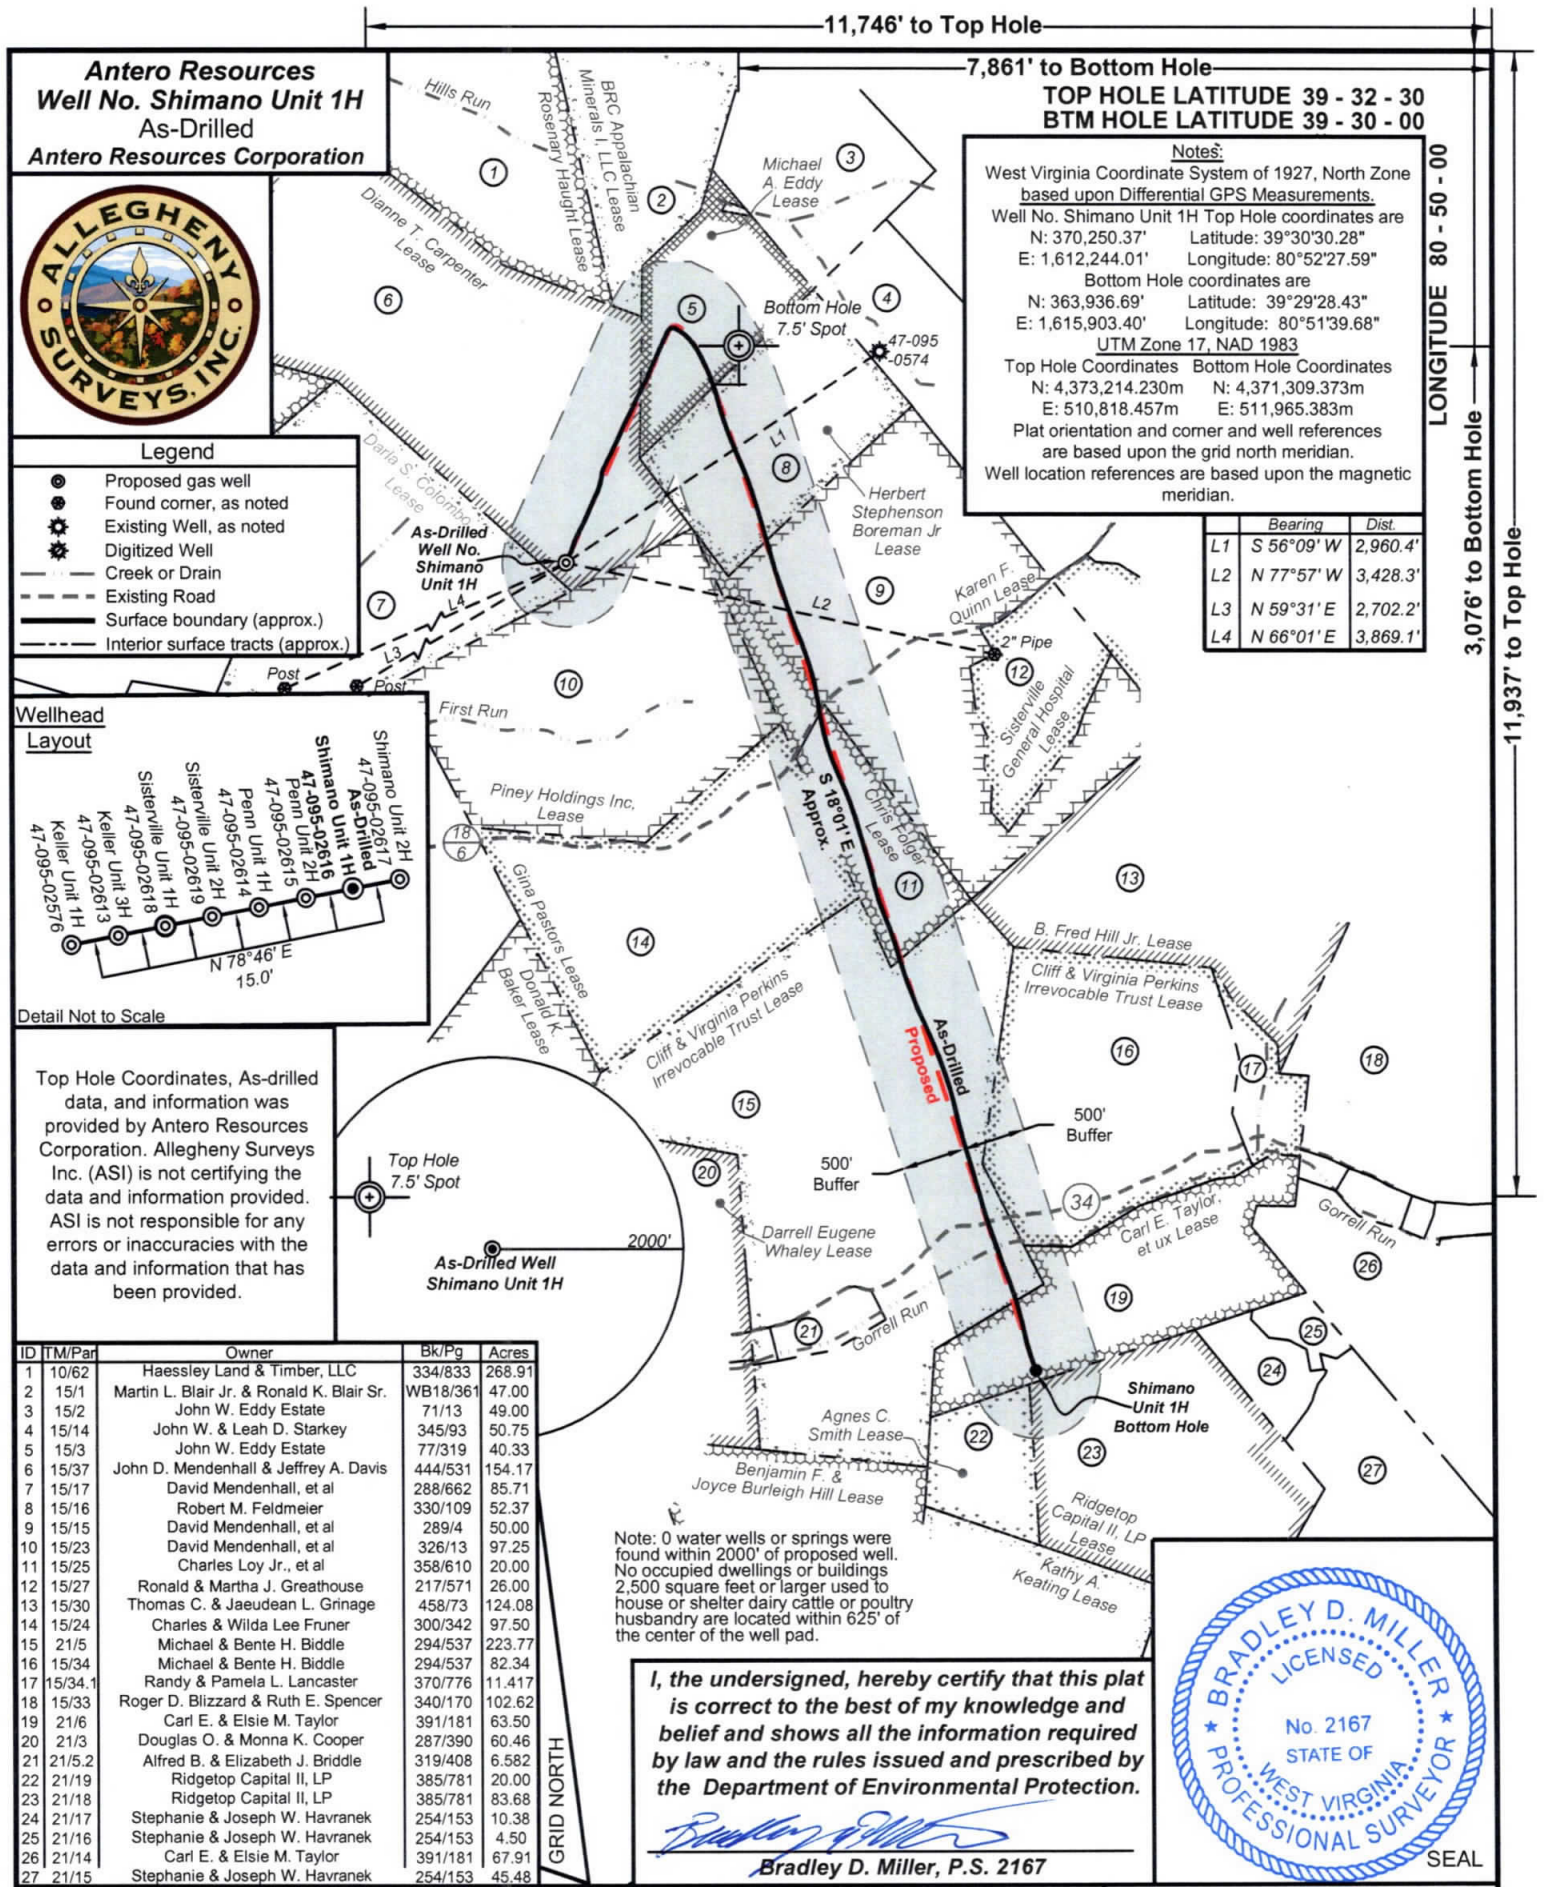 11,746' to Top Hole
7,861' to Bottom Hole
Antero Resources
Well No. Shimano Unit 1H
As-Drilled
Antero Resources Corporation
ALLEGHENY
SURVEYS, INC.
TOP HOLE LATITUDE 39 - 32 - 30
BTM HOLE LATITUDE 39 - 30 - 00
LONGITUDE 80 - 50 - 00
3,076' to Bottom Hole
11,937' to Top Hole
Notes:
West Virginia Coordinate System of 1927, North Zone
based upon Differential GPS Measurements.
Well No. Shimano Unit 1H Top Hole coordinates are
N: 370,250.37' Latitude: 39°30'30.28"
E: 1,612,244.01' Longitude: 80°52'27.59"
Bottom Hole coordinates are
N: 363,936.69' Latitude: 39°29'28.43"
E: 1,615,903.40' Longitude: 80°51'39.68"
UTM Zone 17, NAD 1983
Top Hole Coordinates Bottom Hole Coordinates
N: 4,373,214.230m N: 4,371,309.373m
E: 510,818.457m E: 511,965.383m
Plat orientation and corner and well references
are based upon the grid north meridian.
Well location references are based upon the magnetic
meridian.
Bearing Dist.
L1 S 56°09' W 2,960.4'
L2 N 77°57' W 3,428.3'
L3 N 59°31' E 2,702.2'
L4 N 66°01' E 3,869.1'
Legend
Proposed gas well
Found corner, as noted
Existing Well, as noted
Digitized Well
Creek or Drain
Existing Road
Surface boundary (approx.)
Interior surface tracts (approx.)
Hills Run
1
BRC Appalachian
Minerals I, LLC Lease
Rosenary Haught Lease
2
3
Michael
A. Eddy
Lease
Dianne T. Carpenter
Lease
6
5
4
Bottom Hole
7.5' Spot
47-095
-0574
Darla S. Colombo
Lease
L1
8
Herbert
Stephenson
Boreman Jr
Lease
As-Drilled
Well No.
Shimano
Unit 1H
7
L4
L3
L2
9
Karen F.
Quinn Lease
2" Pipe
12
Sisterville
General Hospital
Lease
Post
Post
10
First Run
Piney Holdings Inc.
Lease
18
6
S 18°01' E
Approx.
Chris Folger
Lease
11
13
Gina Pastors Lease
Donald K.
Baker Lease
14
Cliff & Virginia Perkins
Irrevocable Trust Lease
B. Fred Hill Jr. Lease
Cliff & Virginia Perkins
Irrevocable Trust Lease
As-Drilled
Proposed
16
17
18
15
500'
Buffer
500'
Buffer
20
34
Darrell Eugene
Whaley Lease
Carl E. Taylor,
et ux Lease
Gorrell Run
26
19
21
Gorrell Run
25
24
Shimano
Unit 1H
Bottom Hole
Agnes C.
Smith Lease
22
23
27
Benjamin F. &
Joyce Burleigh Hill Lease
Ridgetop
Capital II, LP
Lease
Kathy A.
Keating Lease
Wellhead
Layout
Keller Unit 1H
47-095-02576
Keller Unit 3H
47-095-02613
Sisterville Unit 1H
47-095-02618
Sisterville Unit 2H
47-095-02619
Penn Unit 1H
47-095-02614
Penn Unit 2H
47-095-02615
Shimano Unit 1H
47-095-02616
As-Drilled
Shimano Unit 2H
47-095-02617
N 78°46' E
15.0'
Detail Not to Scale
Top Hole Coordinates, As-drilled
data, and information was
provided by Antero Resources
Corporation. Allegheny Surveys
Inc. (ASI) is not certifying the
data and information provided.
ASI is not responsible for any
errors or inaccuracies with the
data and information that has
been provided.
Top Hole
7.5' Spot
2000'
As-Drilled Well
Shimano Unit 1H
ID TM/Par Owner Bk/Pg Acres
1 10/62 Haessley Land & Timber, LLC 334/833 268.91
2 15/1 Martin L. Blair Jr. & Ronald K. Blair Sr. WB18/361 47.00
3 15/2 John W. Eddy Estate 71/13 49.00
4 15/14 John W. & Leah D. Starkey 345/93 50.75
5 15/3 John W. Eddy Estate 77/319 40.33
6 15/37 John D. Mendenhall & Jeffrey A. Davis 444/531 154.17
7 15/17 David Mendenhall, et al 288/662 85.71
8 15/16 Robert M. Feldmeier 330/109 52.37
9 15/15 David Mendenhall, et al 289/4 50.00
10 15/23 David Mendenhall, et al 326/13 97.25
11 15/25 Charles Loy Jr., et al 358/610 20.00
12 15/27 Ronald & Martha J. Greathouse 217/571 26.00
13 15/30 Thomas C. & Jaeudean L. Grinage 458/73 124.08
14 15/24 Charles & Wilda Lee Fruner 300/342 97.50
15 21/5 Michael & Bente H. Biddle 294/537 223.77
16 15/34 Michael & Bente H. Biddle 294/537 82.34
17 15/34.1 Randy & Pamela L. Lancaster 370/776 11.417
18 15/33 Roger D. Blizzard & Ruth E. Spencer 340/170 102.62
19 21/6 Carl E. & Elsie M. Taylor 391/181 63.50
20 21/3 Douglas O. & Monna K. Cooper 287/390 60.46
21 21/5.2 Alfred B. & Elizabeth J. Briddle 319/408 6.582
22 21/19 Ridgetop Capital II, LP 385/781 20.00
23 21/18 Ridgetop Capital II, LP 385/781 83.68
24 21/17 Stephanie & Joseph W. Havranek 254/153 10.38
25 21/16 Stephanie & Joseph W. Havranek 254/153 4.50
26 21/14 Carl E. & Elsie M. Taylor 391/181 67.91
27 21/15 Stephanie & Joseph W. Havranek 254/153 45.48
GRID NORTH
Note: 0 water wells or springs were
found within 2000' of proposed well.
No occupied dwellings or buildings
2,500 square feet or larger used to
house or shelter dairy cattle or poultry
husbandry are located within 625' of
the center of the well pad.
I, the undersigned, hereby certify that this plat
is correct to the best of my knowledge and
belief and shows all the information required
by law and the rules issued and prescribed by
the Department of Environmental Protection.
Bradley D. Miller, P.S. 2167
BRADLEY D. MILLER
LICENSED
No. 2167
STATE OF
WEST VIRGINIA
PROFESSIONAL SURVEYOR
SEAL